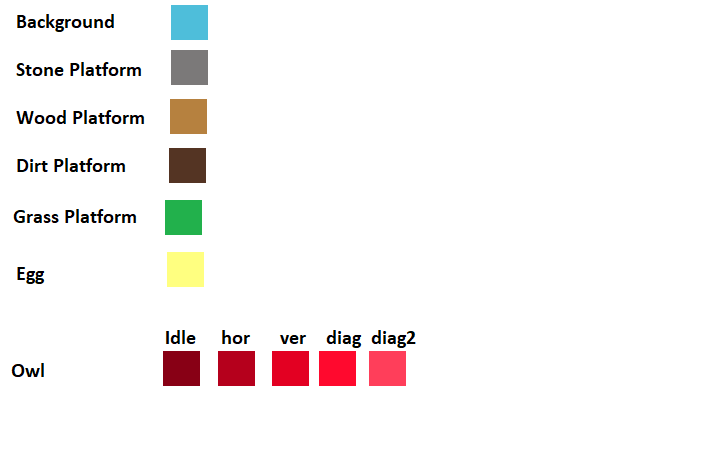 Background
Stone Platform
Wood Platform
Dirt Platform
Grass Platform
Egg
Idle hor ver diag diag2
Owl